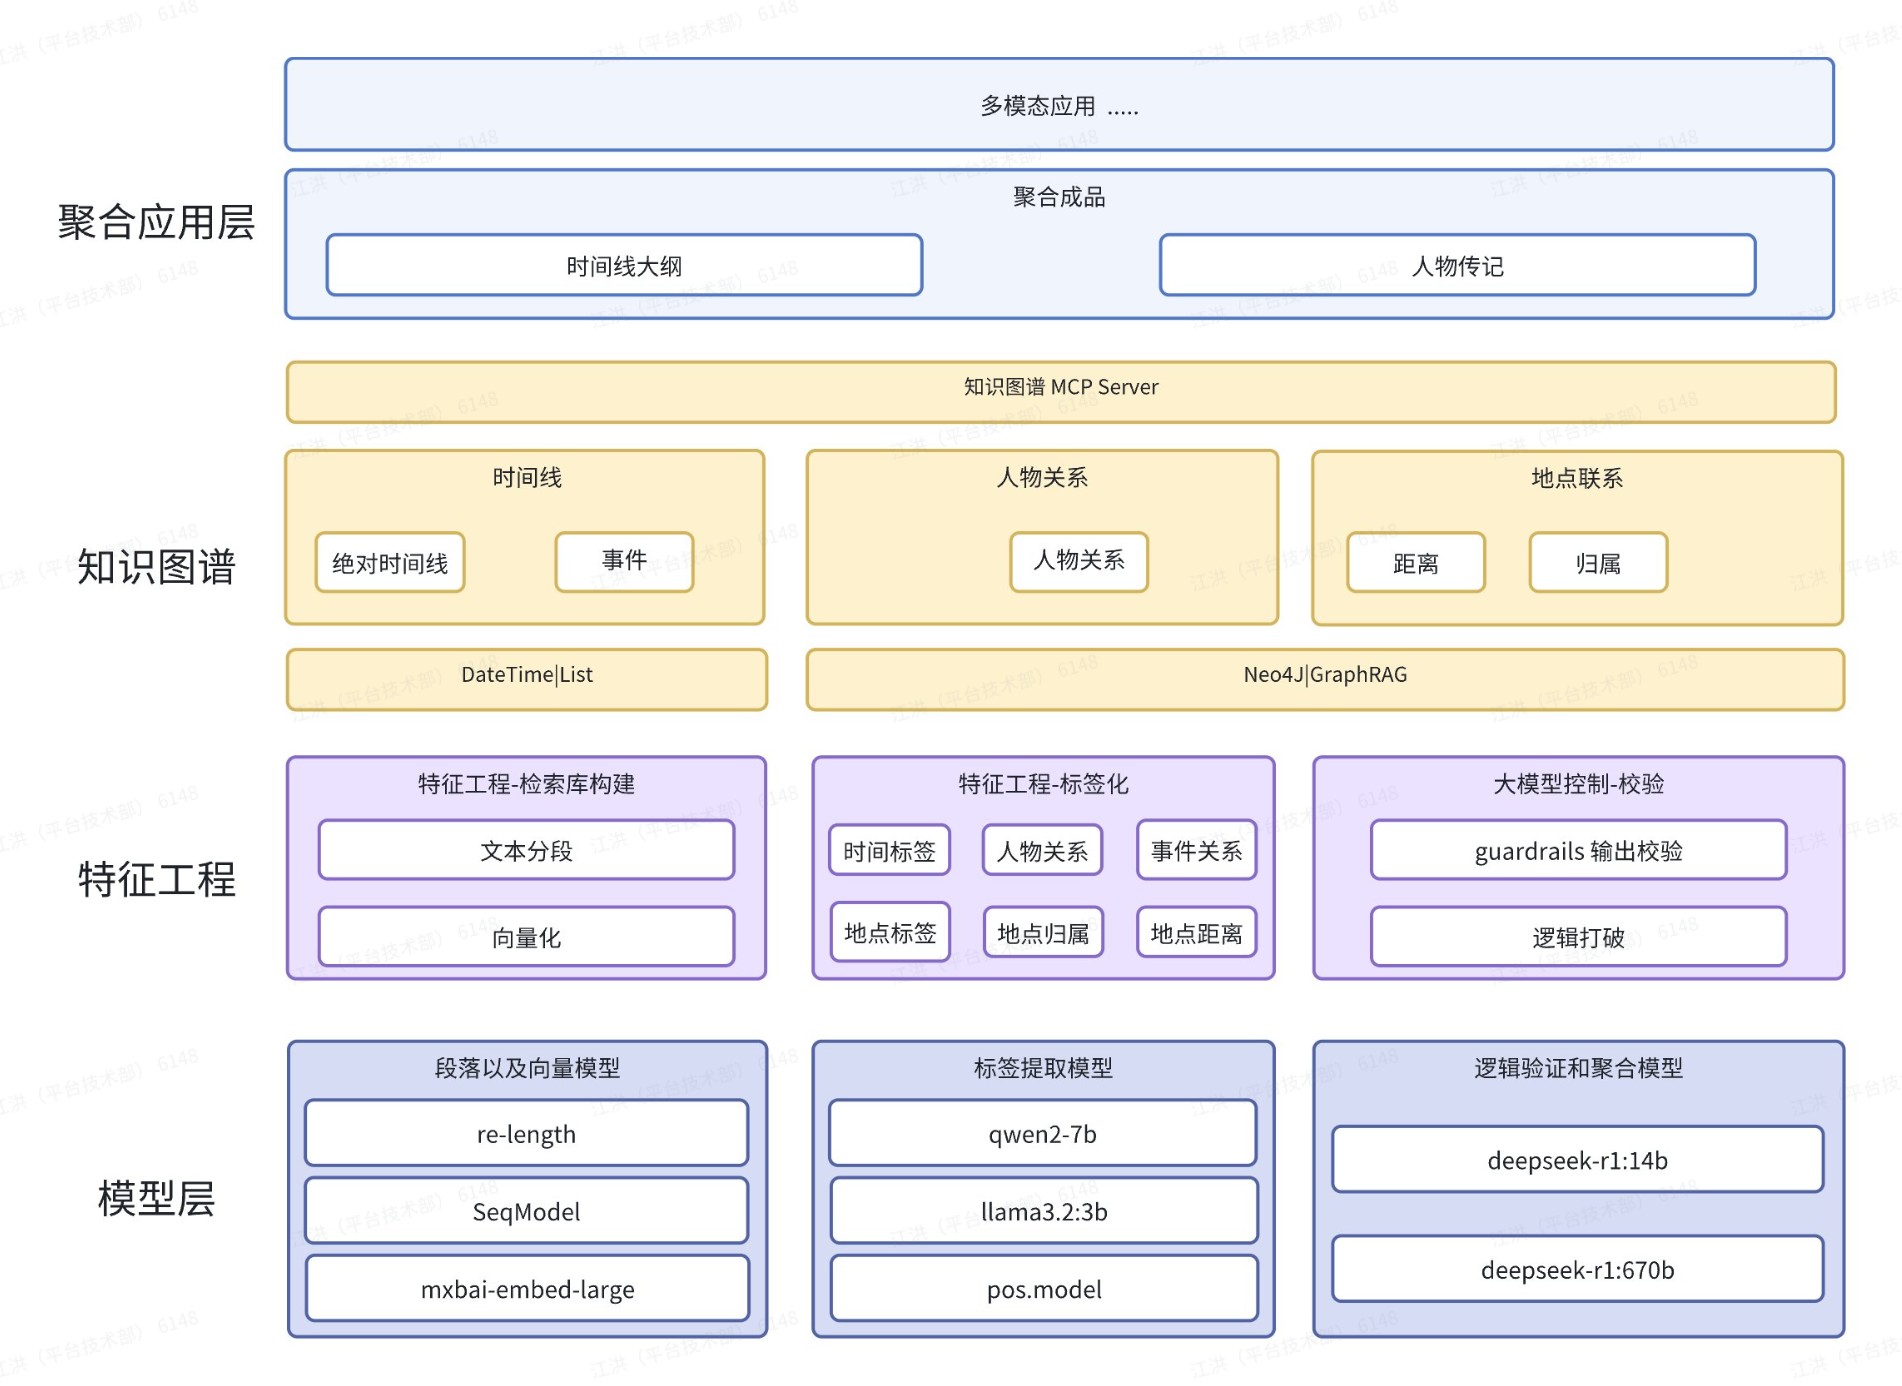 多模态应用 .....
聚合应用层
聚合成品
时间线大纲
人物传记
知识图谱 MCP Server
知识图谱
时间线
绝对时间线
事件
人物关系
人物关系
地点联系
距离
归属
DateTime|List
Neo4J|GraphRAG
特征工程
特征工程-检索库构建
文本分段
向量化
特征工程-标签化
时间标签
人物关系
事件关系
地点标签
地点归属
地点距离
大模型控制-校验
guardrails 输出校验
逻辑打破
模型层
段落以及向量模型
re-length
SeqModel
mxbai-embed-large
标签提取模型
qwen2-7b
llama3.2:3b
pos.model
逻辑验证和聚合模型
deepseek-r1:14b
deepseek-r1:670b
江洪（平台技术部） 6148